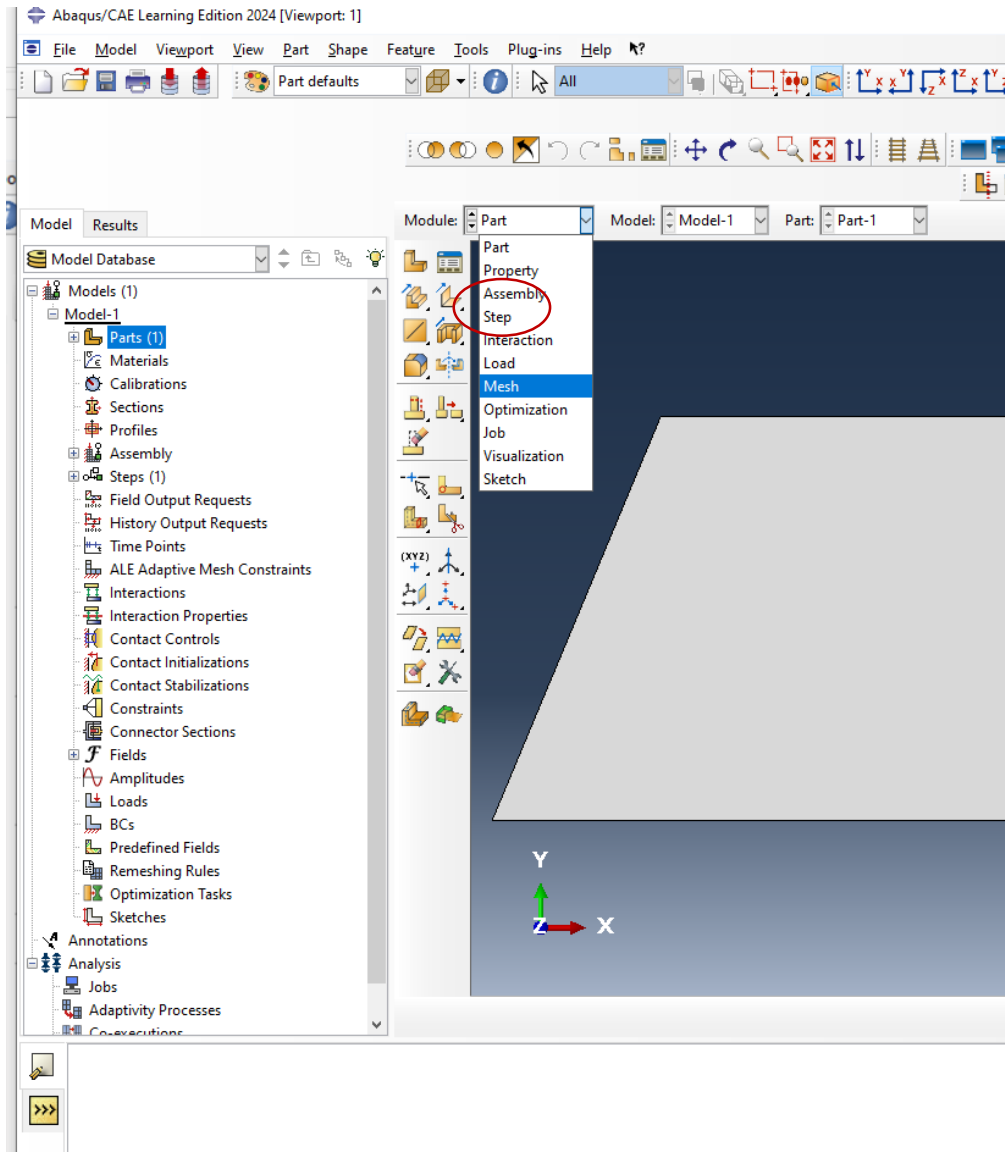 Abaqus/CAE Learning Edition 2024 [Viewport: 1]
File Model Viewport View Part Shape Feature Tools Plug-ins Help
Part defaults All
Model Results
Module: Part Model: Model-1 Part: Part-1
Model Database
Models (1)
Model-1
Parts (1)
Materials
Calibrations
Sections
Profiles
Assembly
Steps (1)
Field Output Requests
History Output Requests
Time Points
ALE Adaptive Mesh Constraints
Interactions
Interaction Properties
Contact Controls
Contact Initializations
Contact Stabilizations
Constraints
Connector Sections
Fields
Amplitudes
Loads
BCs
Predefined Fields
Remeshing Rules
Optimization Tasks
Sketches
Annotations
Analysis
Jobs
Adaptivity Processes
Co-executions
Part
Property
Assembly
Step
Interaction
Load
Mesh
Optimization
Job
Visualization
Sketch
(XYZ)
Y
Z X
>>>